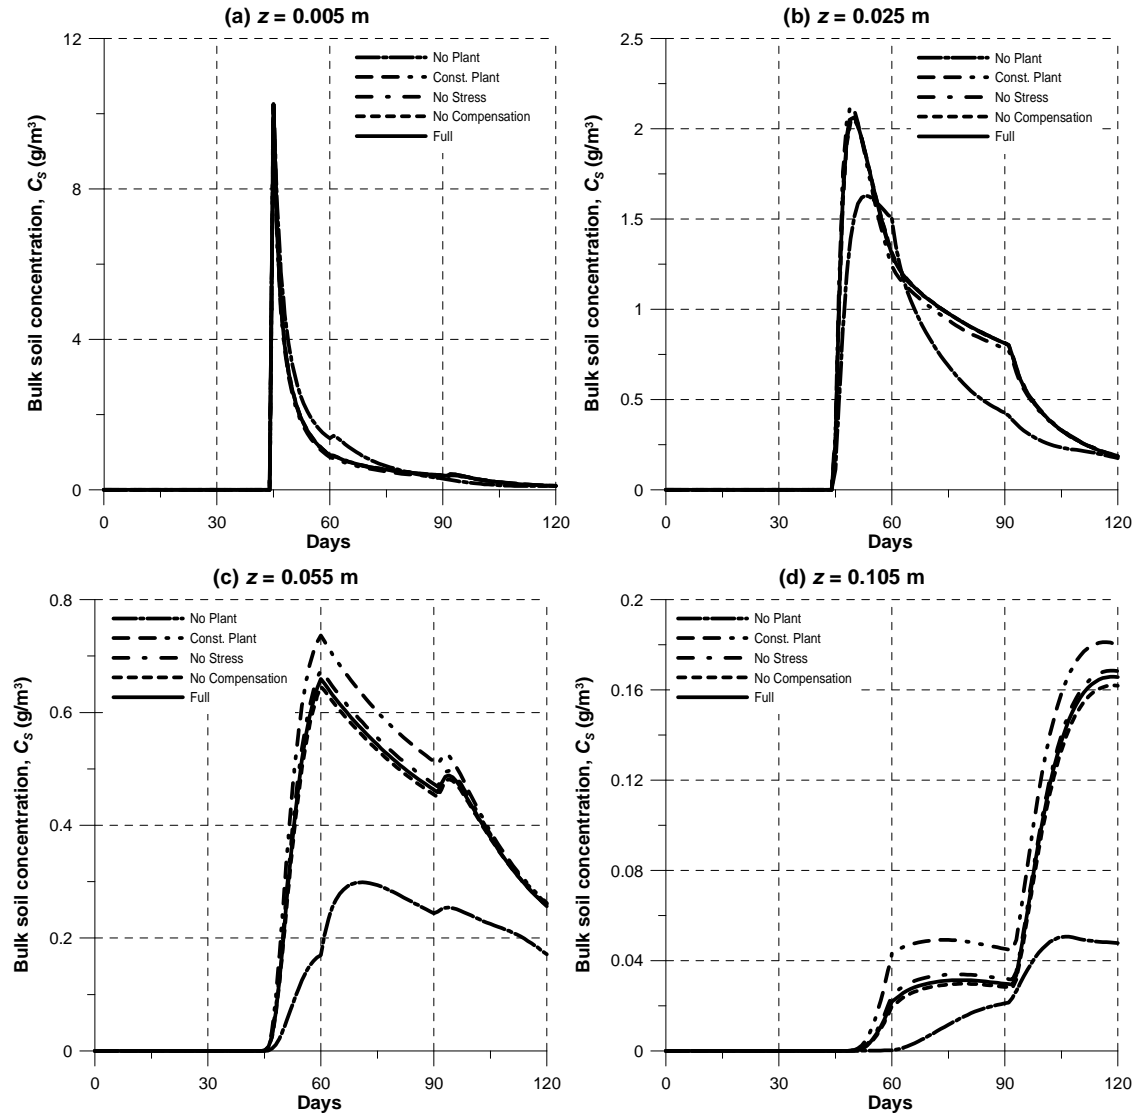 (a) z = 0.005 m
12
8
4
0
0
30
60
90
120
Days
Bulk soil concentration, Cs (g/m³)
No Plant
Const. Plant
No Stress
No Compensation
Full
(b) z = 0.025 m
2.5
2
1.5
1
0.5
0
0
30
60
90
120
Days
Bulk soil concentration, Cs (g/m³)
No Plant
Const. Plant
No Stress
No Compensation
Full
(c) z = 0.055 m
0.8
0.6
0.4
0.2
0
0
30
60
90
120
Days
Bulk soil concentration, Cs (g/m³)
No Plant
Const. Plant
No Stress
No Compensation
Full
(d) z = 0.105 m
0.2
0.16
0.12
0.08
0.04
0
0
30
60
90
120
Days
Bulk soil concentration, Cs (g/m³)
No Plant
Const. Plant
No Stress
No Compensation
Full